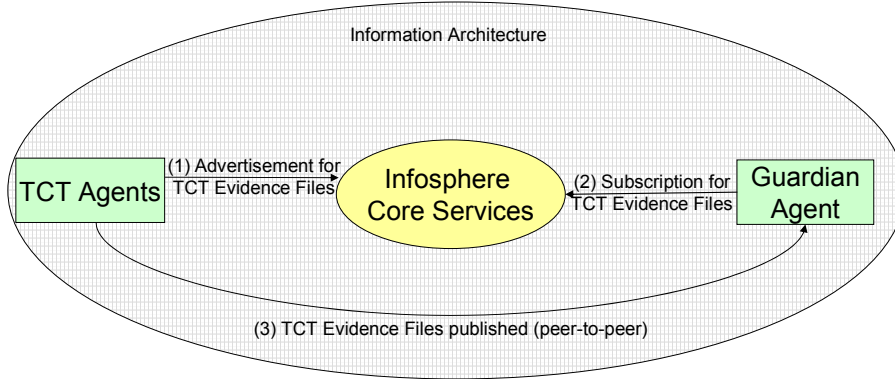 Information Architecture
(1) Advertisement for
TCT Evidence Files
TCT Agents
Infosphere
Core Services
(2) Subscription for
TCT Evidence Files
Guardian
Agent
(3) TCT Evidence Files published (peer-to-peer)